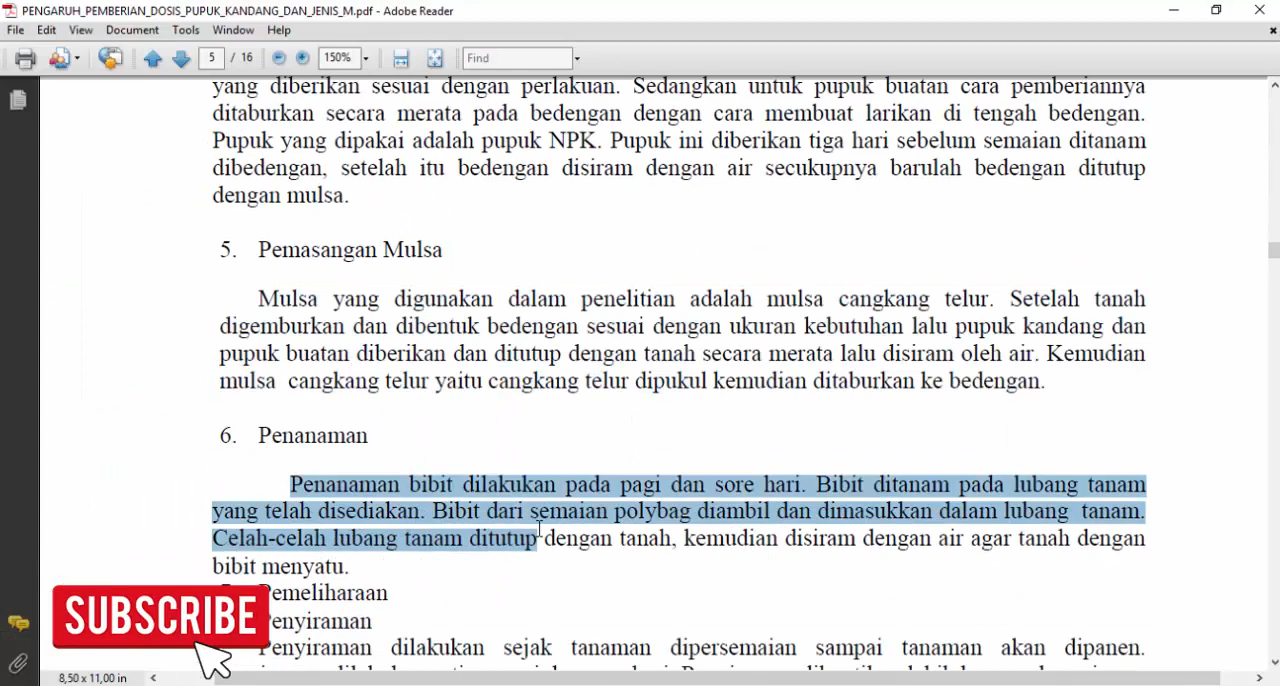 PENGARUH_PEMBERIAN_DOSIS_PUPUK_KANDANG_DAN_JENIS_M.pdf - Adobe Reader
File Edit View Document Tools Window Help
5 / 16 150% Find
yang diberikan sesuai dengan perlakuan. Sedangkan untuk pupuk buatan cara pemberiannya
ditaburkan secara merata pada bedengan dengan cara membuat larikan di tengah bedengan.
Pupuk yang dipakai adalah pupuk NPK. Pupuk ini diberikan tiga hari sebelum semaian ditanam
dibedengan, setelah itu bedengan disiram dengan air secukupnya barulah bedengan ditutup
dengan mulsa.
5. Pemasangan Mulsa
Mulsa yang digunakan dalam penelitian adalah mulsa cangkang telur. Setelah tanah
digemburkan dan dibentuk bedengan sesuai dengan ukuran kebutuhan lalu pupuk kandang dan
pupuk buatan diberikan dan ditutup dengan tanah secara merata lalu disiram oleh air. Kemudian
mulsa cangkang telur yaitu cangkang telur dipukul kemudian ditaburkan ke bedengan.
6. Penanaman
Penanaman bibit dilakukan pada pagi dan sore hari. Bibit ditanam pada lubang tanam
yang telah disediakan. Bibit dari semaian polybag diambil dan dimasukkan dalam lubang tanam.
Celah-celah lubang tanam ditutup dengan tanah, kemudian disiram dengan air agar tanah dengan
bibit menyatu.
Pemeliharaan
SUBSCRIBE
Penyiraman
Penyiraman dilakukan sejak tanaman dipersemaian sampai tanaman akan dipanen.
8,50 x 11,00 in